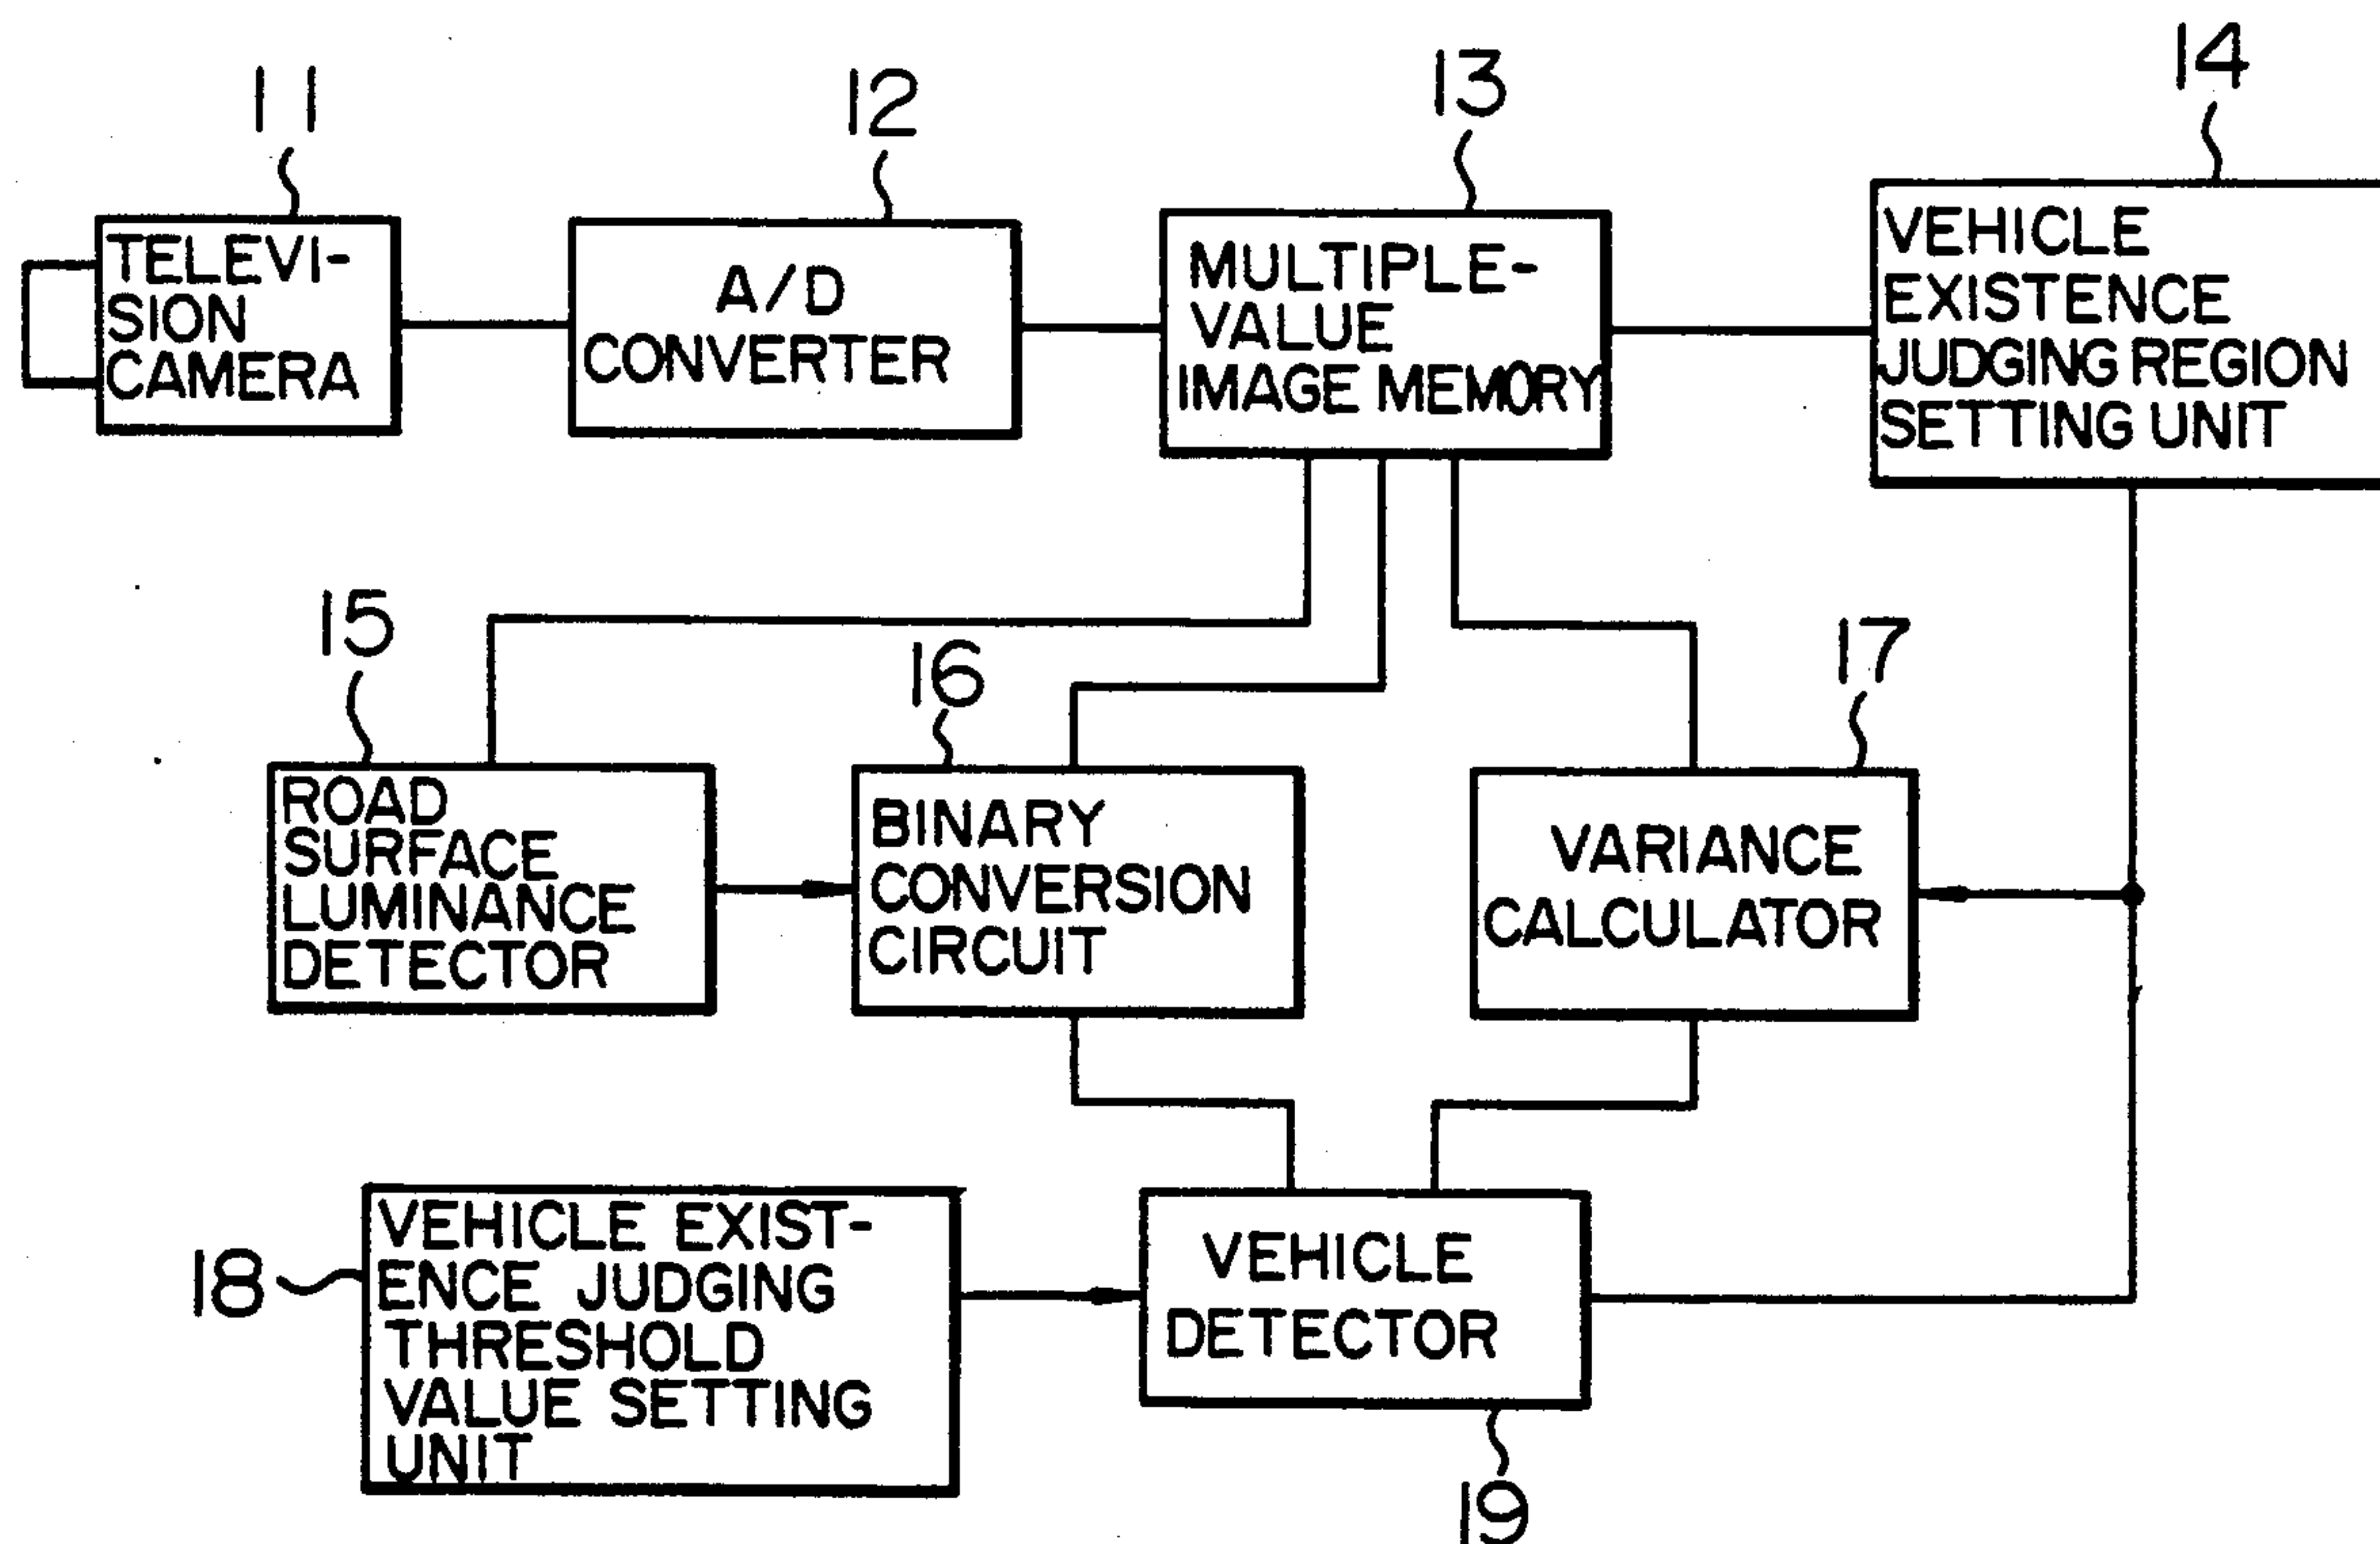 11
12
13
14
TELEVI-
SION
CAMERA
A/D
CONVERTER
MULTIPLE-
VALUE
IMAGE MEMORY
VEHICLE
EXISTENCE
JUDGING REGION
SETTING UNIT
15
16
17
ROAD
SURFACE
LUMINANCE
DETECTOR
BINARY
CONVERSION
CIRCUIT
VARIANCE
CALCULATOR
18
VEHICLE EXIST-
ENCE JUDGING
THRESHOLD
VALUE SETTING
UNIT
VEHICLE
DETECTOR
19